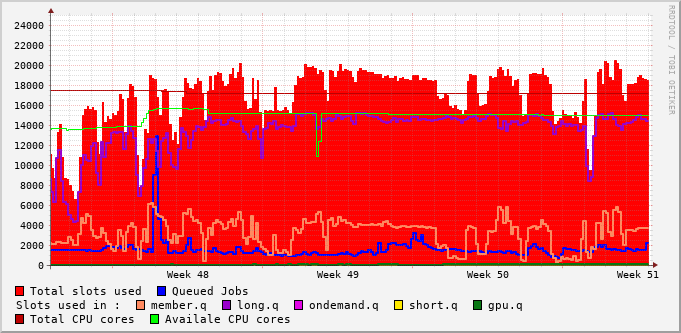 24000
22000
20000
18000
16000
14000
12000
10000
8000
6000
4000
2000
0
Week 48 Week 49 Week 50 Week 51
Total slots used Queued Jobs
Slots used in : member.q long.q ondemand.q short.q gpu.q
Total CPU cores Availale CPU cores
RRDTOOL / TOBI OETIKER